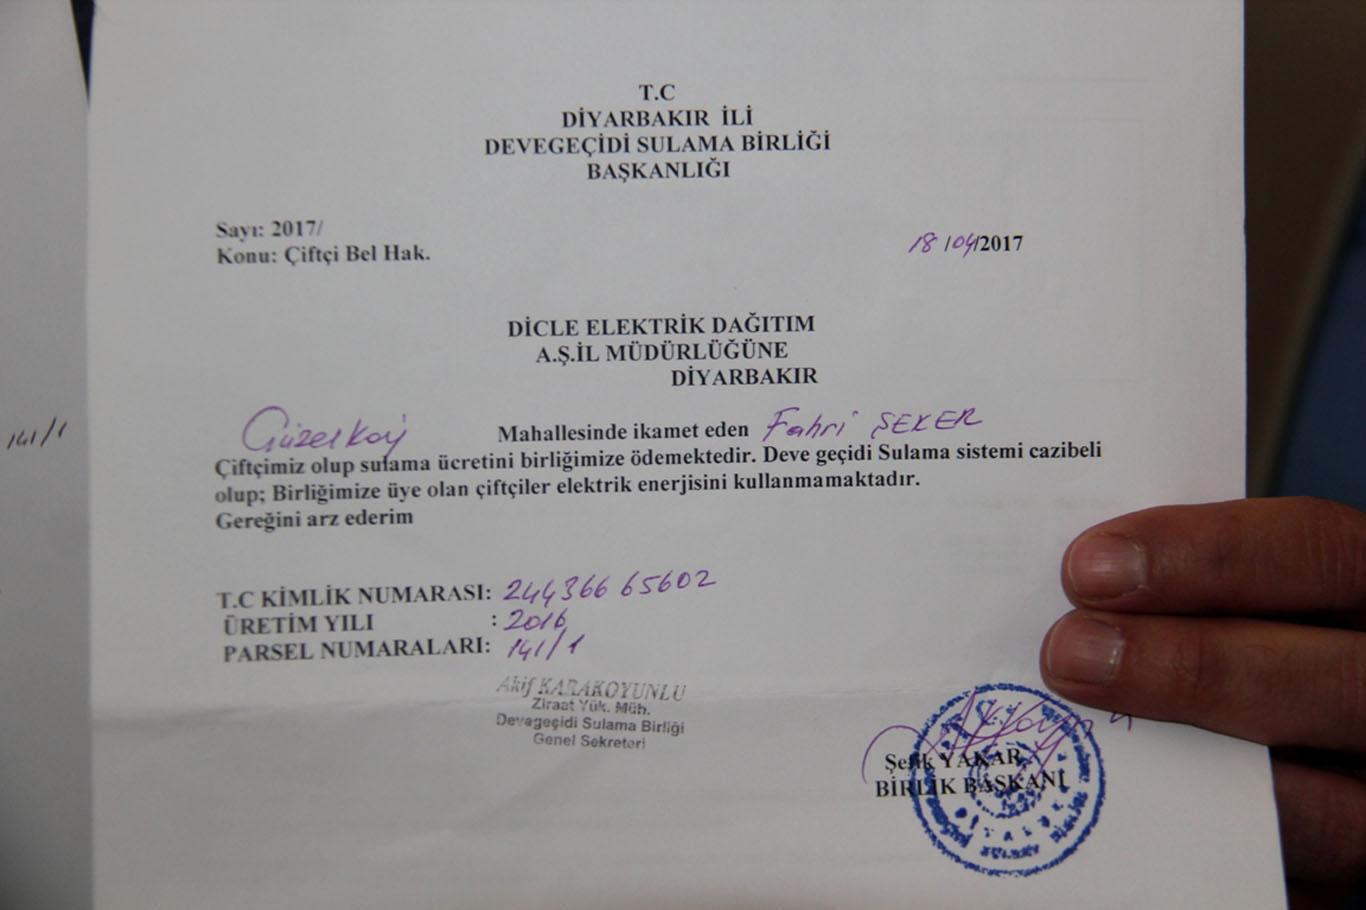 T.C
DİYARBAKIR İLİ
DEVEGEÇİDİ SULAMA BİRLİĞİ
BAŞKANLIĞI
Sayı: 2017/
Konu: Çiftçi Bel Hak.
18/04/2017
DİCLE ELEKTRİK DAĞITIM
A.Ş.İL MÜDÜRLÜĞÜNE
DİYARBAKIR
Güzelköy Mahallesinde ikamet eden Fahri ŞEKER
Çiftçimiz olup sulama ücretini birliğimize ödemektedir. Deve geçidi Sulama sistemi cazibeli
olup; Birliğimize üye olan çiftçiler elektrik enerjisini kullanmamaktadır.
Gereğini arz ederim
T.C KİMLİK NUMARASI: 24436665602
ÜRETİM YILI : 2016
PARSEL NUMARALARI: 141/1
141/1
Akif KARAKOYUNLU
Ziraat Yük. Müh.
Devegeçidi Sulama Birliği
Genel Sekreteri
Şefik YAKAR
BİRLİK BAŞKANI